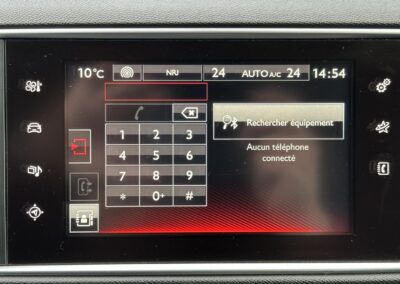 10°C NRJ 24 AUTO A/C 24 14:54
1 2 3
Rechercher équipement
4 5 6
Aucun téléphone
connecté
7 8 9
* 0+ #